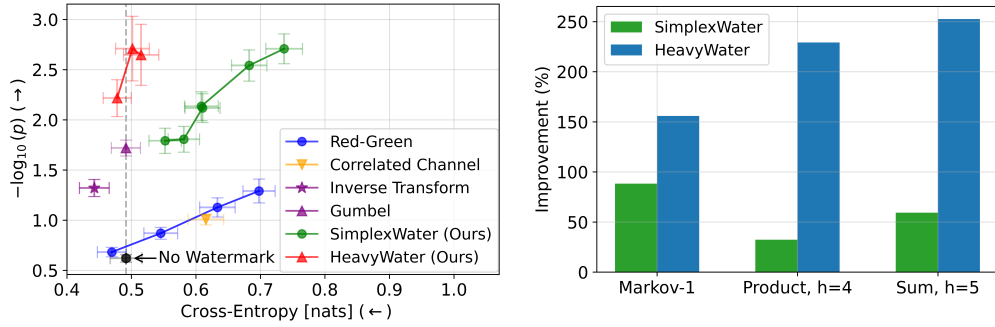 3.0
2.5
2.0
1.5
1.0
0.5
−log₁₀(p) (→)
Red-Green
Correlated Channel
Inverse Transform
Gumbel
SimplexWater (Ours)
HeavyWater (Ours)
No Watermark
0.4 0.5 0.6 0.7 0.8 0.9 1.0
Cross-Entropy [nats] (←)
250
200
150
100
50
0
Improvement (%)
SimplexWater
HeavyWater
Markov-1 Product, h=4 Sum, h=5